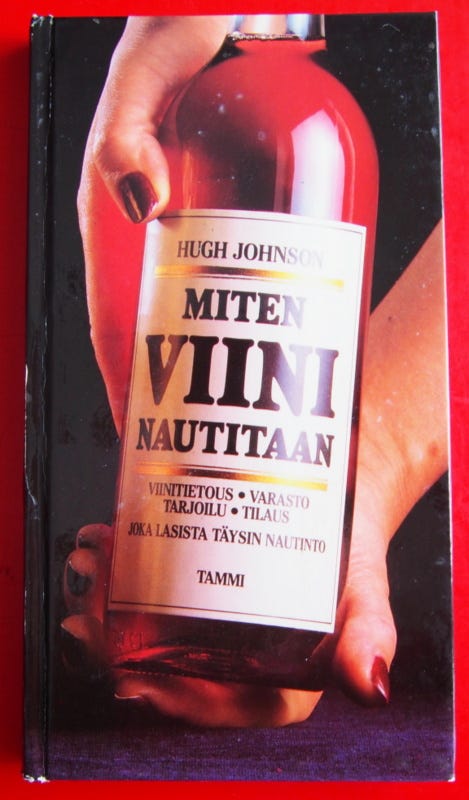 HUGH JOHNSON
MITEN
VIINI
NAUTITAAN
VIINITIETOUS • VARASTO
TARJOILU • TILAUS
JOKA LASISTA TÄYSIN NAUTINTO
TAMMI